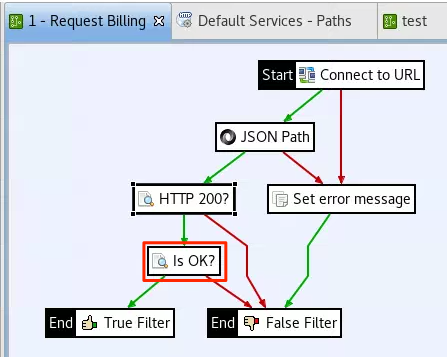 1 - Request Billing
Default Services - Paths
test
Start Connect to URL
JSON Path
HTTP 200?
Set error message
Is OK?
End True Filter
End False Filter